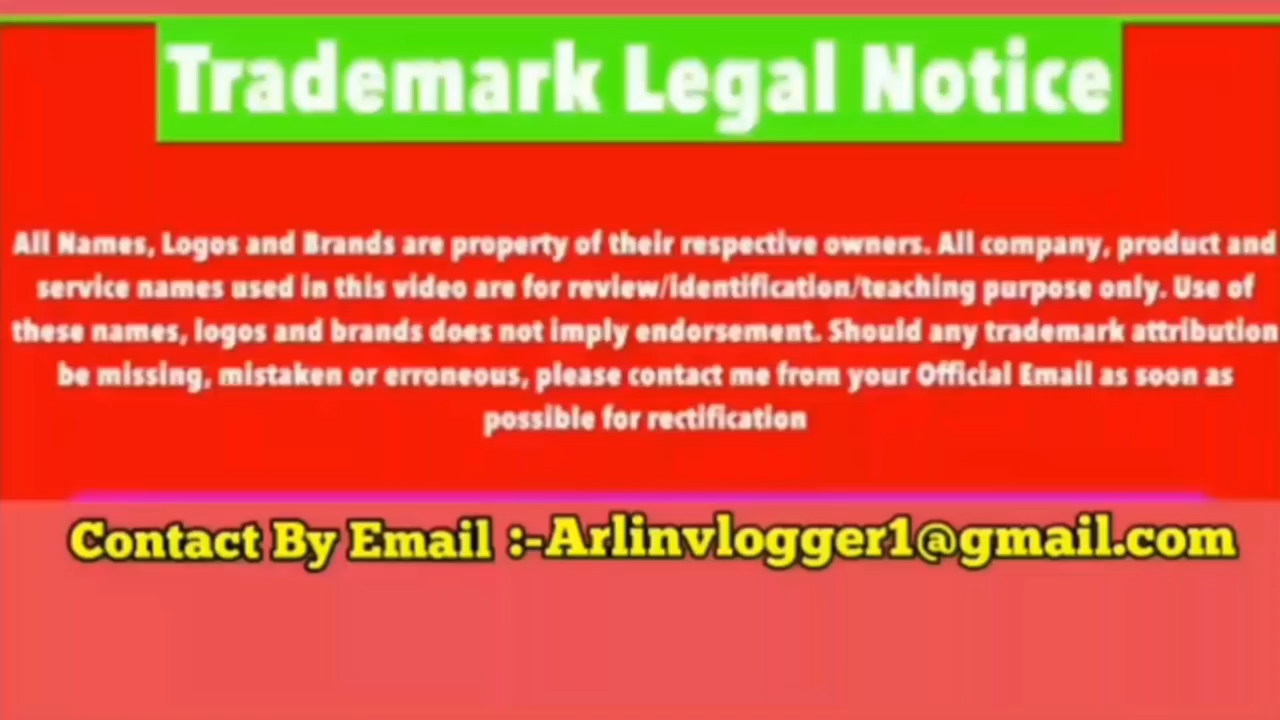 Trademark Legal Notice
All Names, Logos and Brands are property of their respective owners. All company, product and
service names used in this video are for review/identification/teaching purpose only. Use of
these names, logos and brands does not imply endorsement. Should any trademark attribution
be missing, mistaken or erroneous, please contact me from your Official Email as soon as
possible for rectification
Contact By Email :-Arlinvlogger1@gmail.com